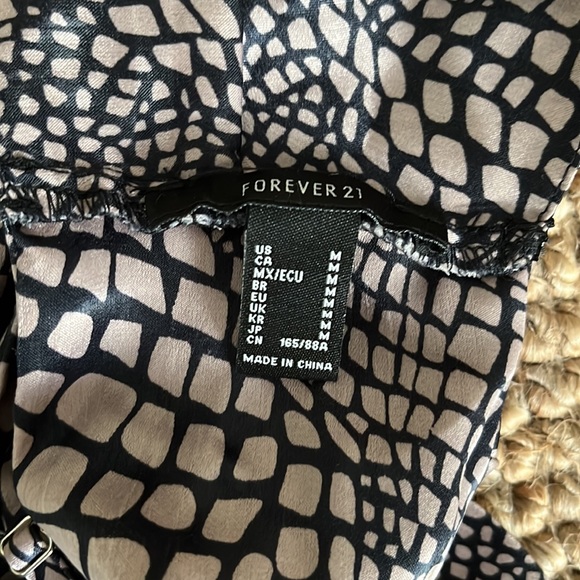 FOREVER 21
US M
CA M
MX/ECU M
BR M
EU M
UK M
KR M
JP M
CN 165/88A
MADE IN CHINA